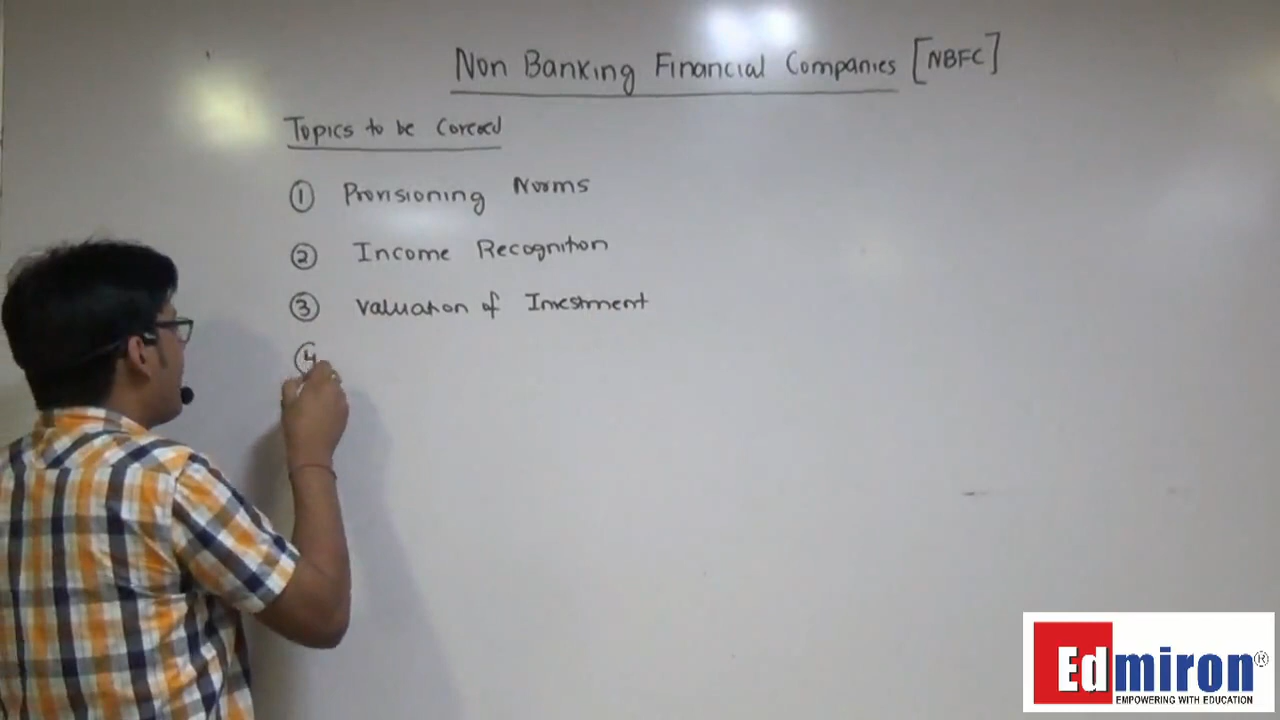 Non Banking Financial Companies [NBFC]
Topics to be Covered
① Provisioning Norms
② Income Recognition
③ Valuation of Investment
④
Edmiron®
EMPOWERING WITH EDUCATION